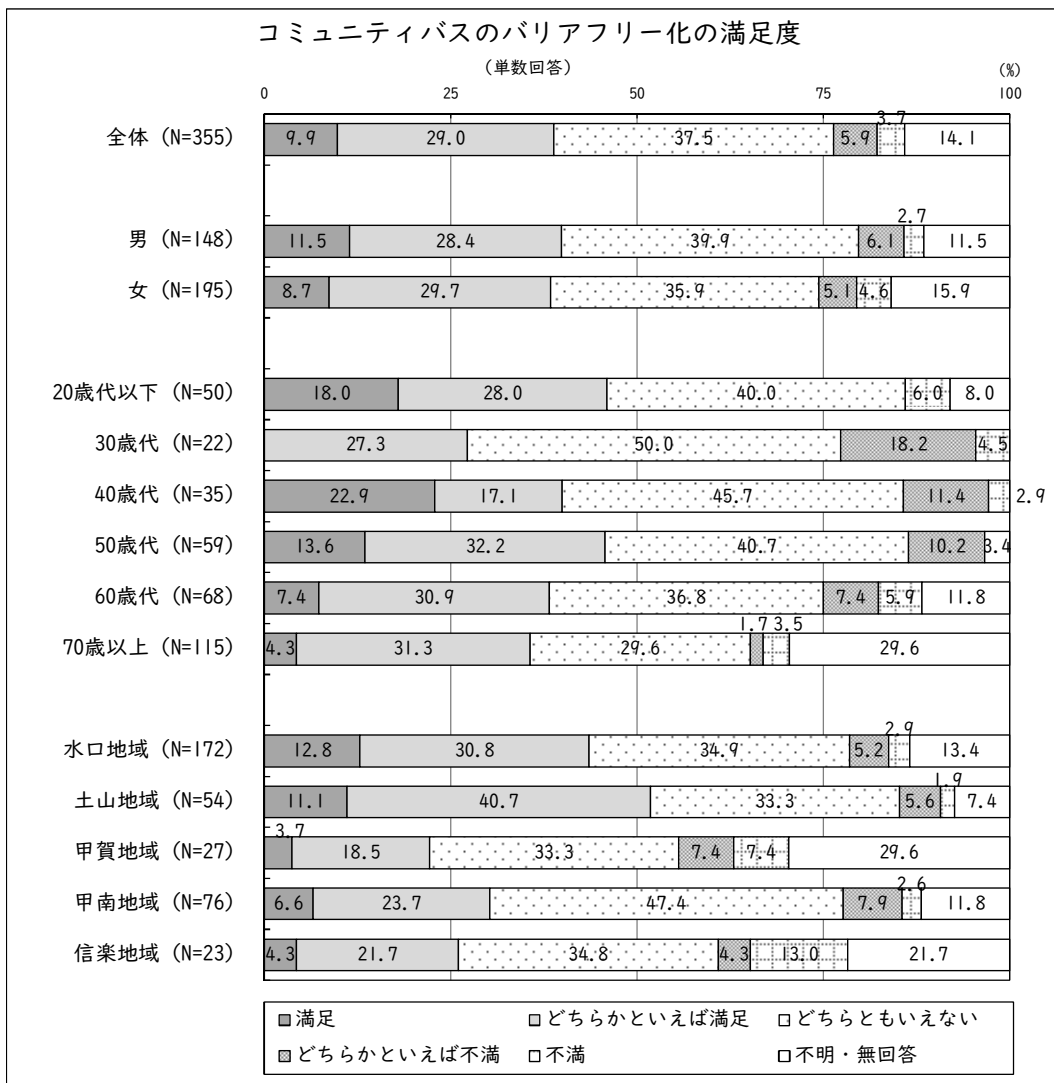 コミュニティバスのバリアフリー化の満足度
(単数回答)
(%)
0 25 50 75 100
全体 (N=355) 9.9 29.0 37.5 5.9 3.7 14.1
男 (N=148) 11.5 28.4 39.9 6.1 2.7 11.5
女 (N=195) 8.7 29.7 35.9 5.1 4.6 15.9
20歳代以下 (N=50) 18.0 28.0 40.0 6.0 8.0
30歳代 (N=22) 27.3 50.0 18.2 4.5
40歳代 (N=35) 22.9 17.1 45.7 11.4 2.9
50歳代 (N=59) 13.6 32.2 40.7 10.2 3.4
60歳代 (N=68) 7.4 30.9 36.8 7.4 5.9 11.8
70歳以上 (N=115) 4.3 31.3 29.6 1.7 3.5 29.6
水口地域 (N=172) 12.8 30.8 34.9 5.2 2.9 13.4
土山地域 (N=54) 11.1 40.7 33.3 5.6 1.9 7.4
甲賀地域 (N=27) 3.7 18.5 33.3 7.4 7.4 29.6
甲南地域 (N=76) 6.6 23.7 47.4 7.9 2.6 11.8
信楽地域 (N=23) 4.3 21.7 34.8 4.3 13.0 21.7
満足 どちらかといえば満足 どちらともいえない
どちらかといえば不満 不満 不明・無回答